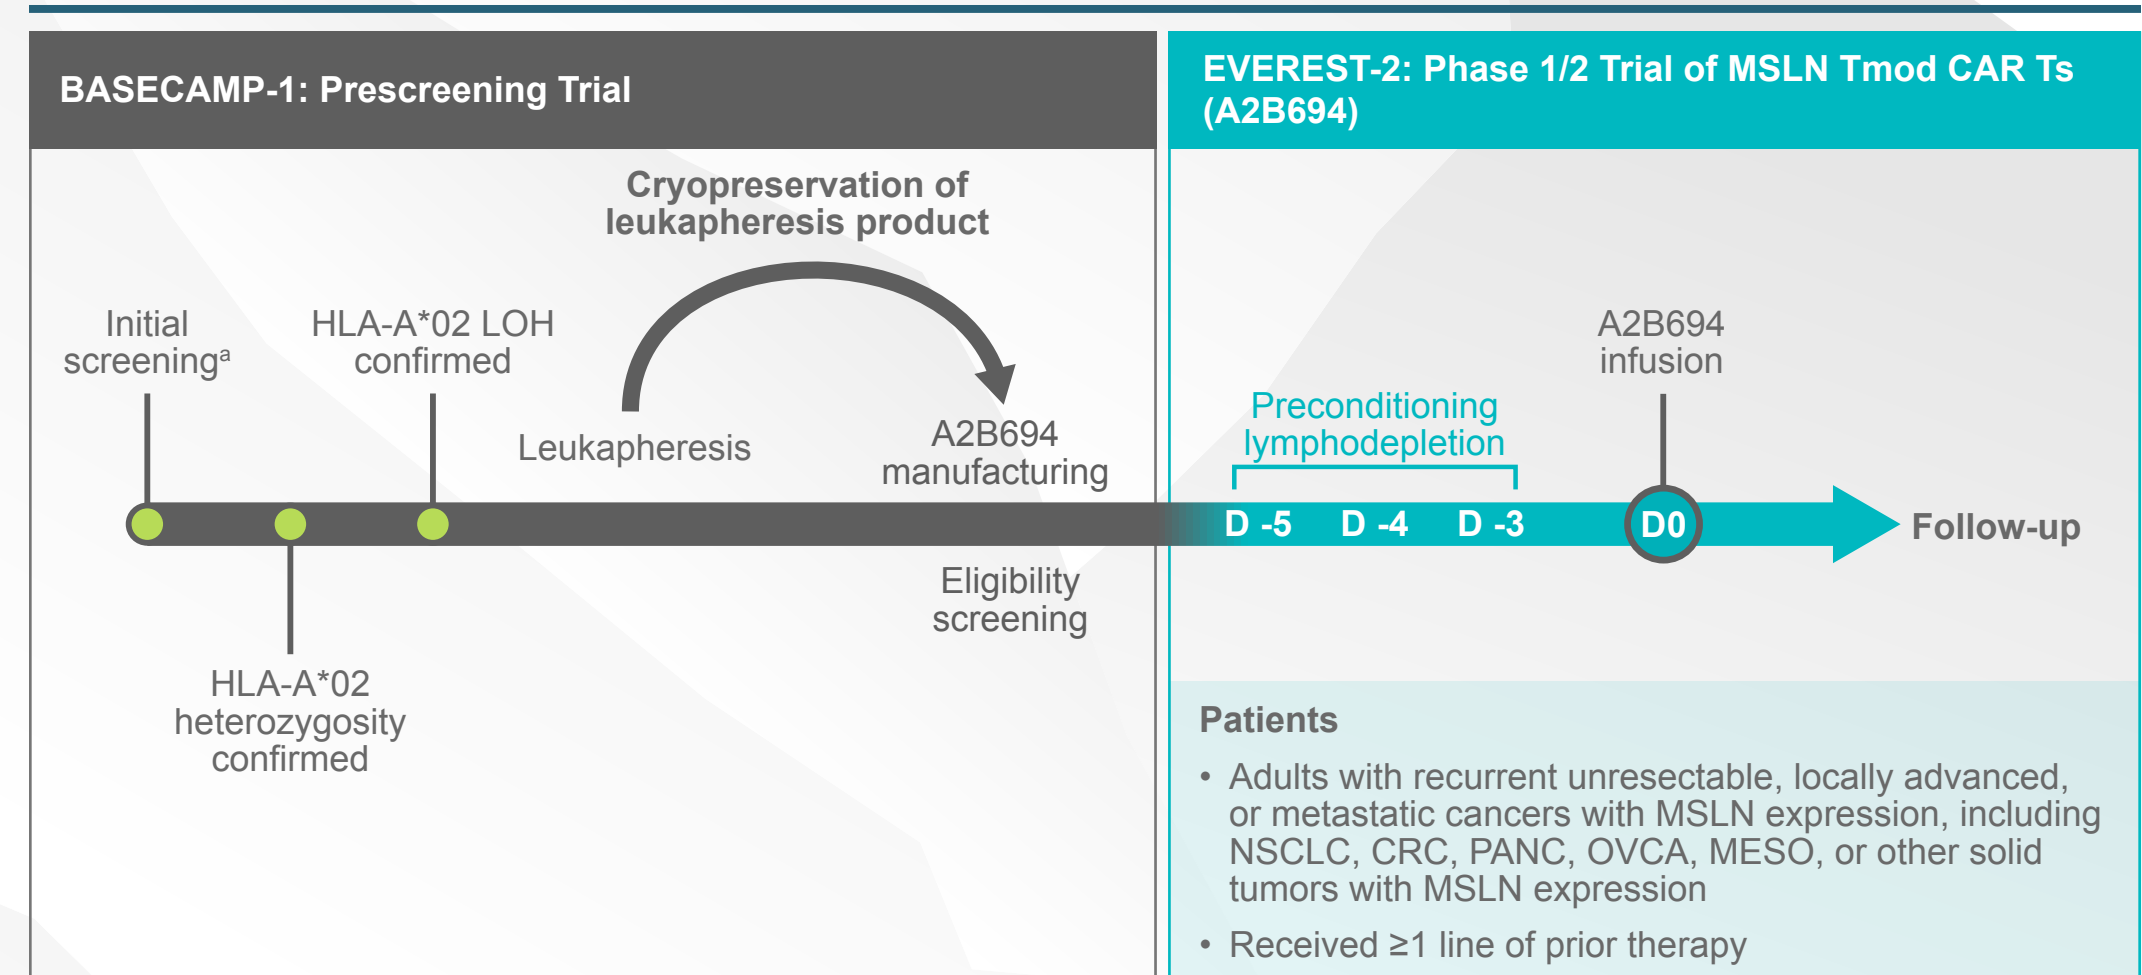 BASECAMP-1: Prescreening Trial
Cryopreservation of
leukapheresis product
Initial
screeningᵃ
HLA-A*02 LOH
confirmed
Leukapheresis
A2B694
manufacturing
Eligibility
screening
HLA-A*02
heterozygosity
confirmed
EVEREST-2: Phase 1/2 Trial of MSLN Tmod CAR Ts
(A2B694)
A2B694
infusion
Preconditioning
lymphodepletion
D -5 D -4 D -3 D0 Follow-up
Patients
• Adults with recurrent unresectable, locally advanced,
or metastatic cancers with MSLN expression, including
NSCLC, CRC, PANC, OVCA, MESO, or other solid
tumors with MSLN expression
• Received ≥1 line of prior therapy